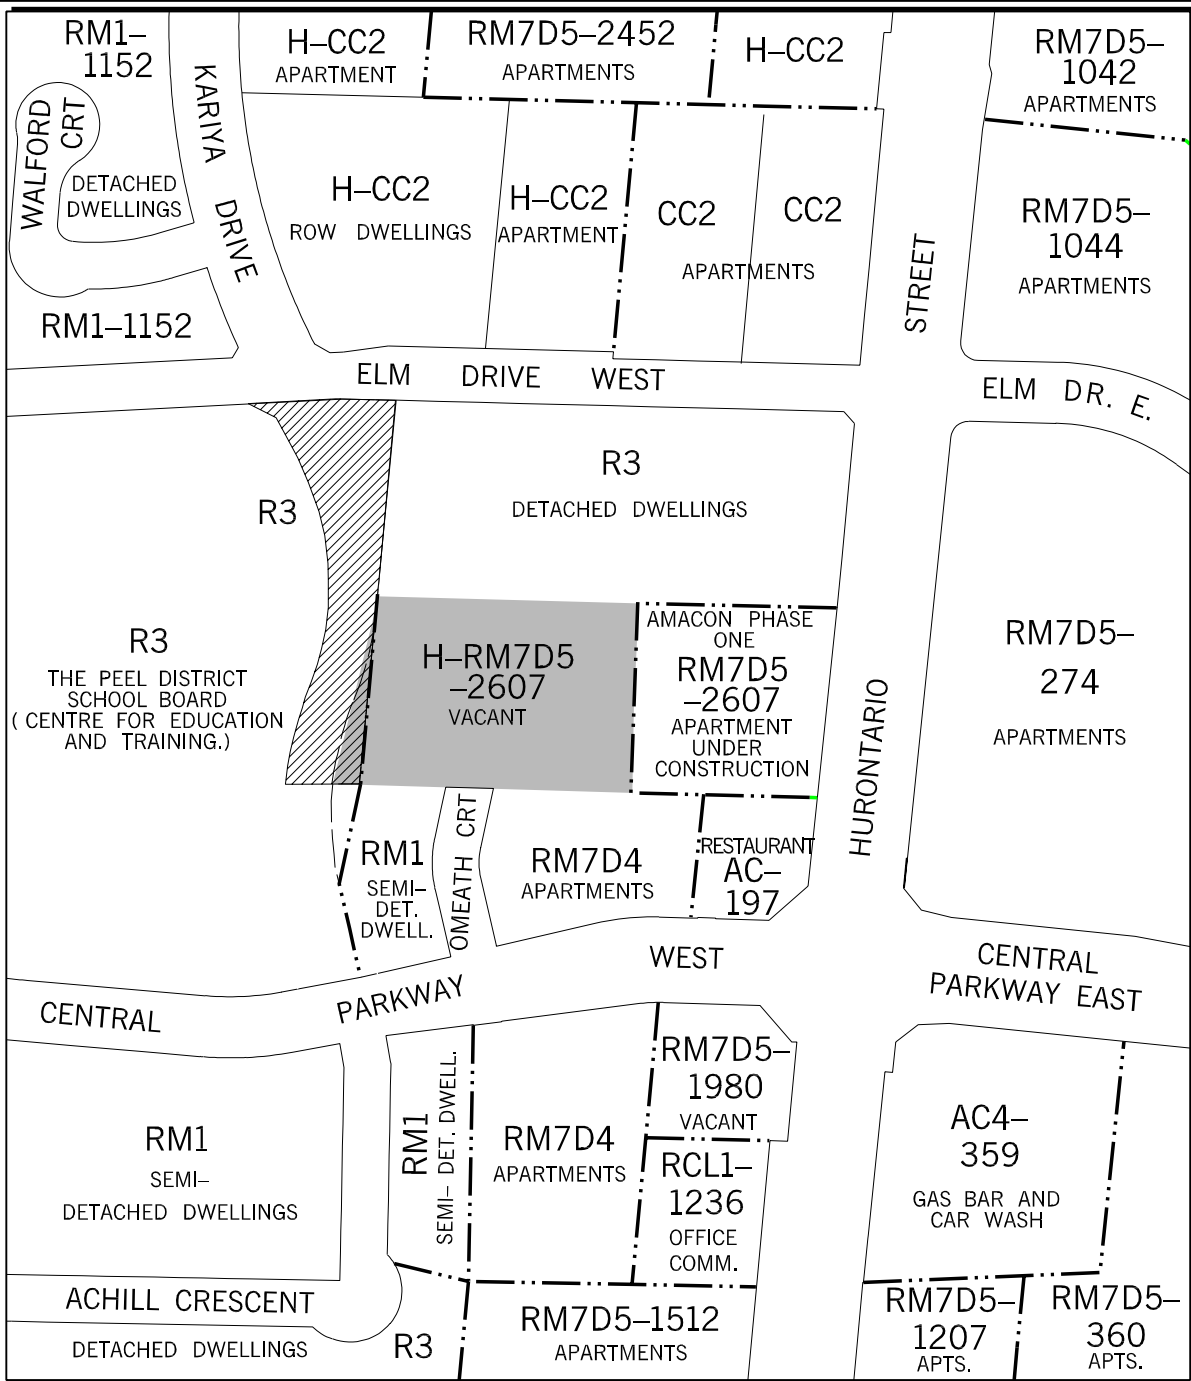 RM1–
1152
H–CC2
APARTMENT
RM7D5–2452
APARTMENTS
H–CC2
RM7D5–
1042
APARTMENTS
WALFORD
CRT
KARIYA DRIVE
DETACHED
DWELLINGS
H–CC2
ROW DWELLINGS
H–CC2
APARTMENT
CC2
CC2
APARTMENTS
STREET
RM7D5–
1044
APARTMENTS
RM1–1152
ELM DRIVE WEST
ELM DR. E.
R3
R3
DETACHED DWELLINGS
R3
THE PEEL DISTRICT
SCHOOL BOARD
( CENTRE FOR EDUCATION
AND TRAINING.)
H–RM7D5
–2607
VACANT
AMACON PHASE
ONE
RM7D5
–2607
APARTMENT
UNDER
CONSTRUCTION
HURONTARIO
RM7D5–
274
APARTMENTS
RM1
SEMI–
DET.
DWELL.
OMEATH CRT
RM7D4
APARTMENTS
RESTAURANT
AC–
197
CENTRAL
PARKWAY
WEST
CENTRAL
PARKWAY EAST
RM1
SEMI–
DETACHED DWELLINGS
RM1
SEMI– DET. DWELL.
RM7D4
APARTMENTS
RM7D5–
1980
VACANT
RCL1–
1236
OFFICE
COMM.
AC4–
359
GAS BAR AND
CAR WASH
ACHILL CRESCENT
DETACHED DWELLINGS
R3
RM7D5–1512
APARTMENTS
RM7D5–
1207
APTS.
RM7D5–
360
APTS.